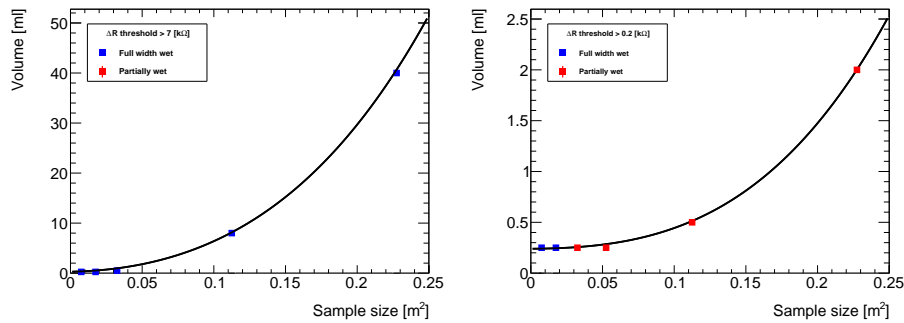 Volume [ml]
50
40
30
20
10
0
ΔR threshold > 7 [kΩ]
Full width wet
Partially wet
0 0.05 0.1 0.15 0.2 0.25
Sample size [m²]
Volume [ml]
2.5
2
1.5
1
0.5
0
ΔR threshold > 0.2 [kΩ]
Full width wet
Partially wet
0 0.05 0.1 0.15 0.2 0.25
Sample size [m²]